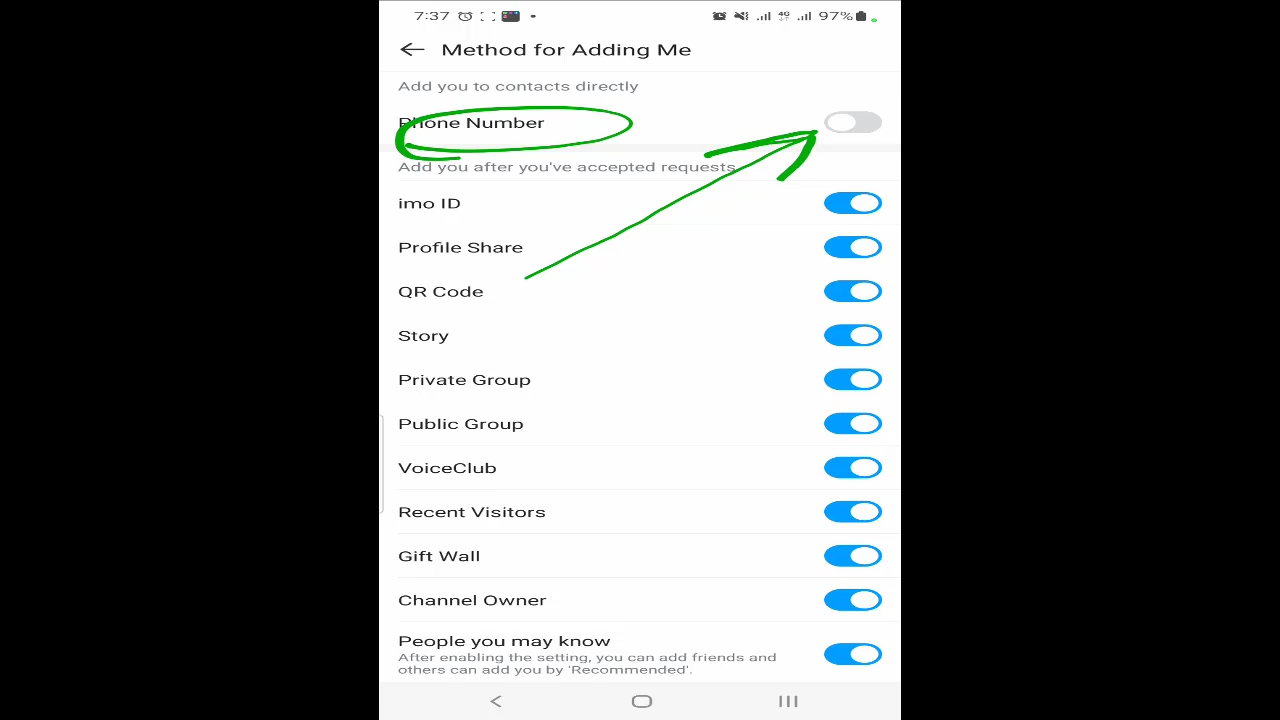 7:37 4G 97%
Method for Adding Me
Add you to contacts directly
Phone Number
Add you after you've accepted requests
imo ID
Profile Share
QR Code
Story
Private Group
Public Group
VoiceClub
Recent Visitors
Gift Wall
Channel Owner
People you may know
After enabling the setting, you can add friends and
others can add you by 'Recommended'.